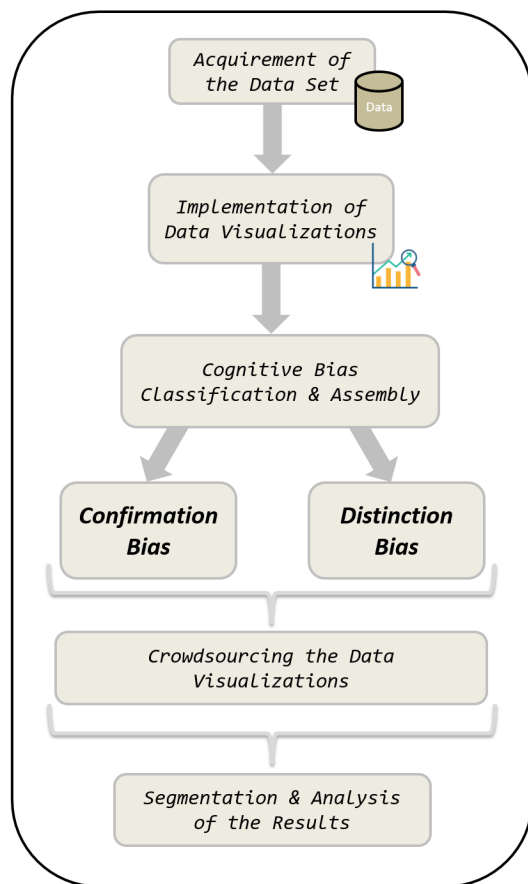 Acquirement of
the Data Set
Data
Implementation of
Data Visualizations
Cognitive Bias
Classification & Assembly
Confirmation
Bias
Distinction
Bias
Crowdsourcing the Data
Visualizations
Segmentation & Analysis
of the Results